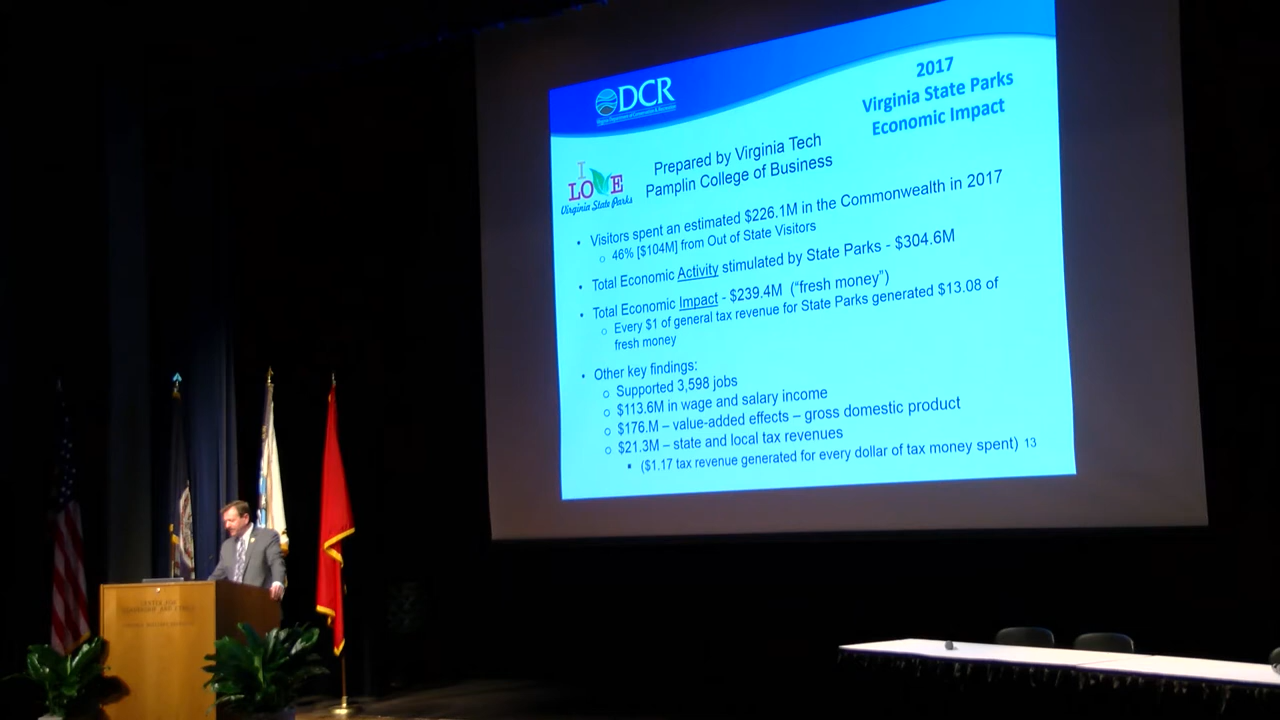 DCR
Virginia Department of Conservation & Recreation
2017
Virginia State Parks
Economic Impact
I
LOVE
Virginia State Parks
Prepared by Virginia Tech
Pamplin College of Business
• Visitors spent an estimated $226.1M in the Commonwealth in 2017
o 46% [$104M] from Out of State Visitors
• Total Economic Activity stimulated by State Parks - $304.6M
• Total Economic Impact - $239.4M (“fresh money”)
o Every $1 of general tax revenue for State Parks generated $13.08 of
fresh money
• Other key findings:
o Supported 3,598 jobs
o $113.6M in wage and salary income
o $176.M – value-added effects – gross domestic product
o $21.3M – state and local tax revenues
▪ ($1.17 tax revenue generated for every dollar of tax money spent) 13